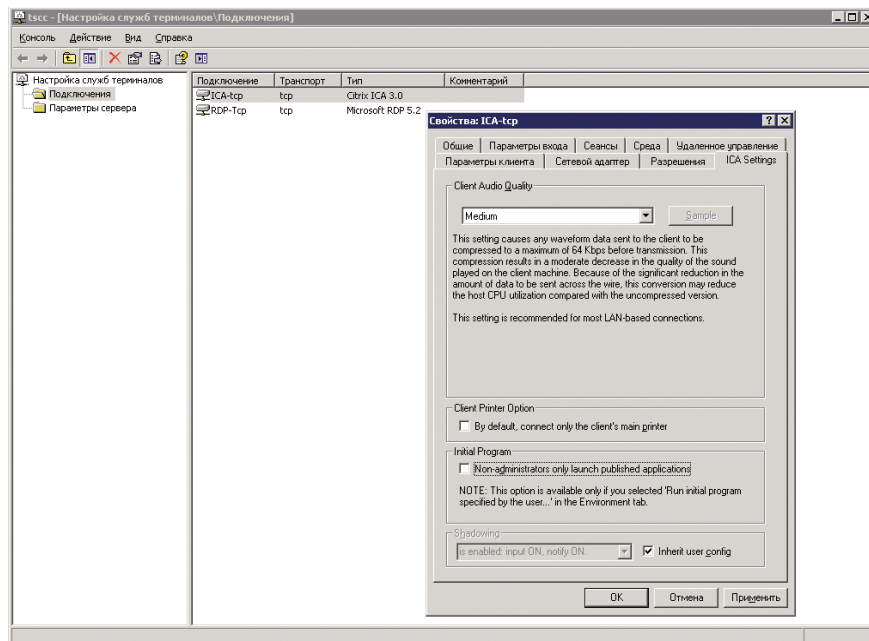 tscc - [Настройка служб терминалов\Подключения]
Консоль Действие Вид Справка
Настройка служб терминалов
Подключения
Параметры сервера
Подключение Транспорт Тип Комментарий
ICA-tcp tcp Citrix ICA 3.0
RDP-Tcp tcp Microsoft RDP 5.2
Свойства: ICA-tcp
Общие Параметры входа Сеансы Среда Удаленное управление
Параметры клиента Сетевой адаптер Разрешения ICA Settings
Client Audio Quality
Medium Sample
This setting causes any waveform data sent to the client to be
compressed to a maximum of 64 Kbps before transmission. This
compression results in a moderate decrease in the quality of the sound
played on the client machine. Because of the significant reduction in the
amount of data to be sent across the wire, this conversion may reduce
the host CPU utilization compared with the uncompressed version.
This setting is recommended for most LAN-based connections.
Client Printer Option
By default, connect only the client's main printer
Initial Program
Non-administrators only launch published applications
NOTE: This option is available only if you selected 'Run initial program
specified by the user...' in the Environment tab.
Shadowing
is enabled: input ON, notify ON. Inherit user config
OK Отмена Применить